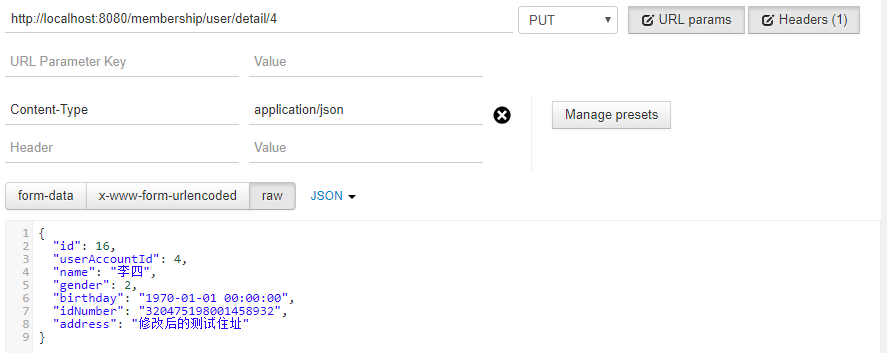 http://localhost:8080/membership/user/detail/4 PUT URL params Headers (1)
URL Parameter Key Value
Content-Type application/json Manage presets
Header Value
form-data x-www-form-urlencoded raw JSON
1 {
2 "id": 16,
3 "userAccountId": 4,
4 "name": "李四",
5 "gender": 2,
6 "birthday": "1970-01-01 00:00:00",
7 "idNumber": "320475198001458932",
8 "address": "修改后的测试住址"
9 }